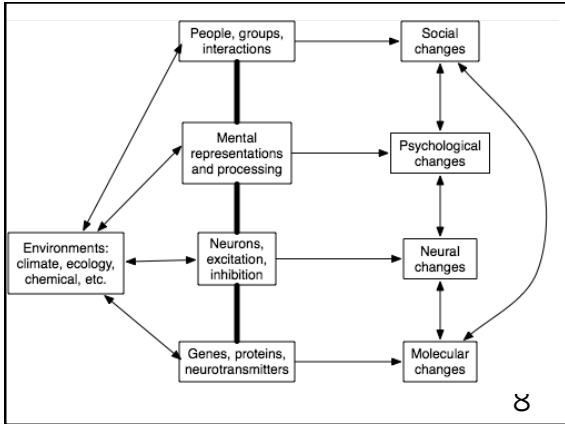 People, groups,
interactions
Social
changes
Mental
representations
and processing
Psychological
changes
Environments:
climate, ecology,
chemical, etc.
Neurons,
excitation,
inhibition
Neural
changes
Genes, proteins,
neurotransmitters
Molecular
changes